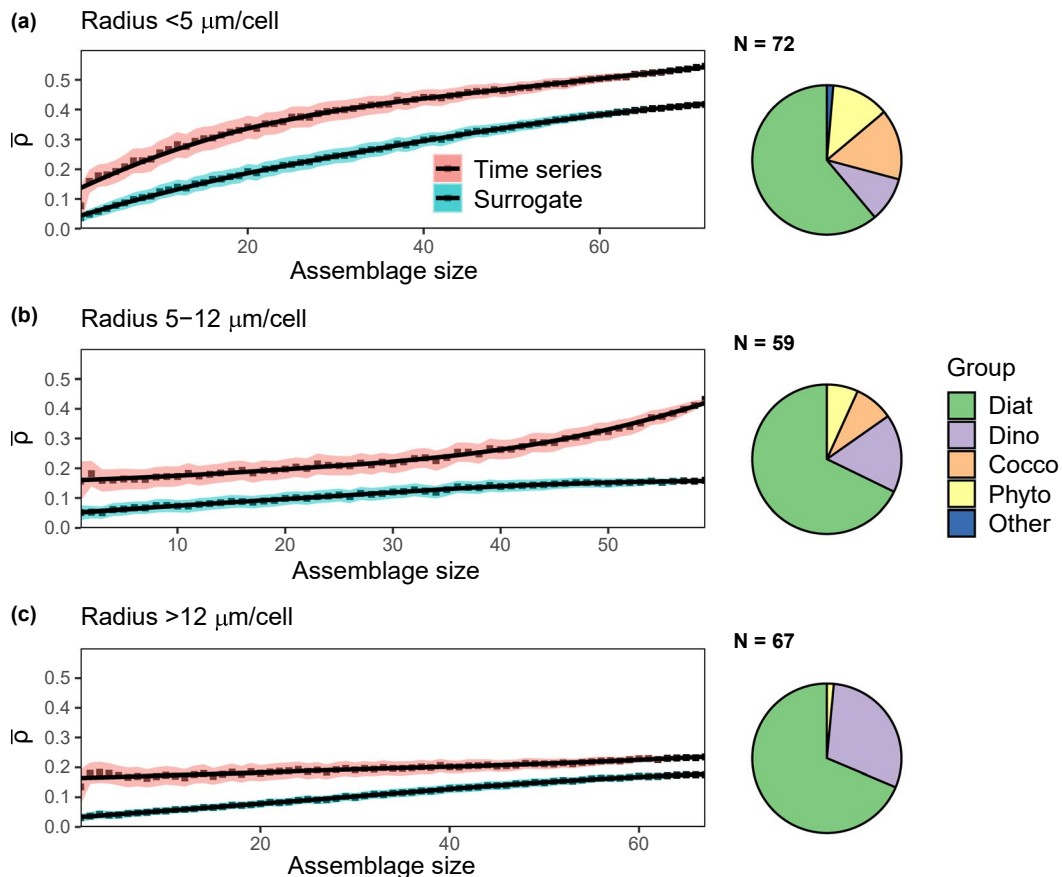 (a) Radius <5 μm/cell
N = 72
0.5
0.4
0.3
0.2
0.1
0.0
ρ̅
Time series
Surrogate
20 40 60
Assemblage size
(b) Radius 5−12 μm/cell
N = 59
0.5
0.4
0.3
0.2
0.1
0.0
ρ̅
10 20 30 40 50
Assemblage size
Group
Diat
Dino
Cocco
Phyto
Other
(c) Radius >12 μm/cell
N = 67
0.5
0.4
0.3
0.2
0.1
0.0
ρ̅
20 40 60
Assemblage size